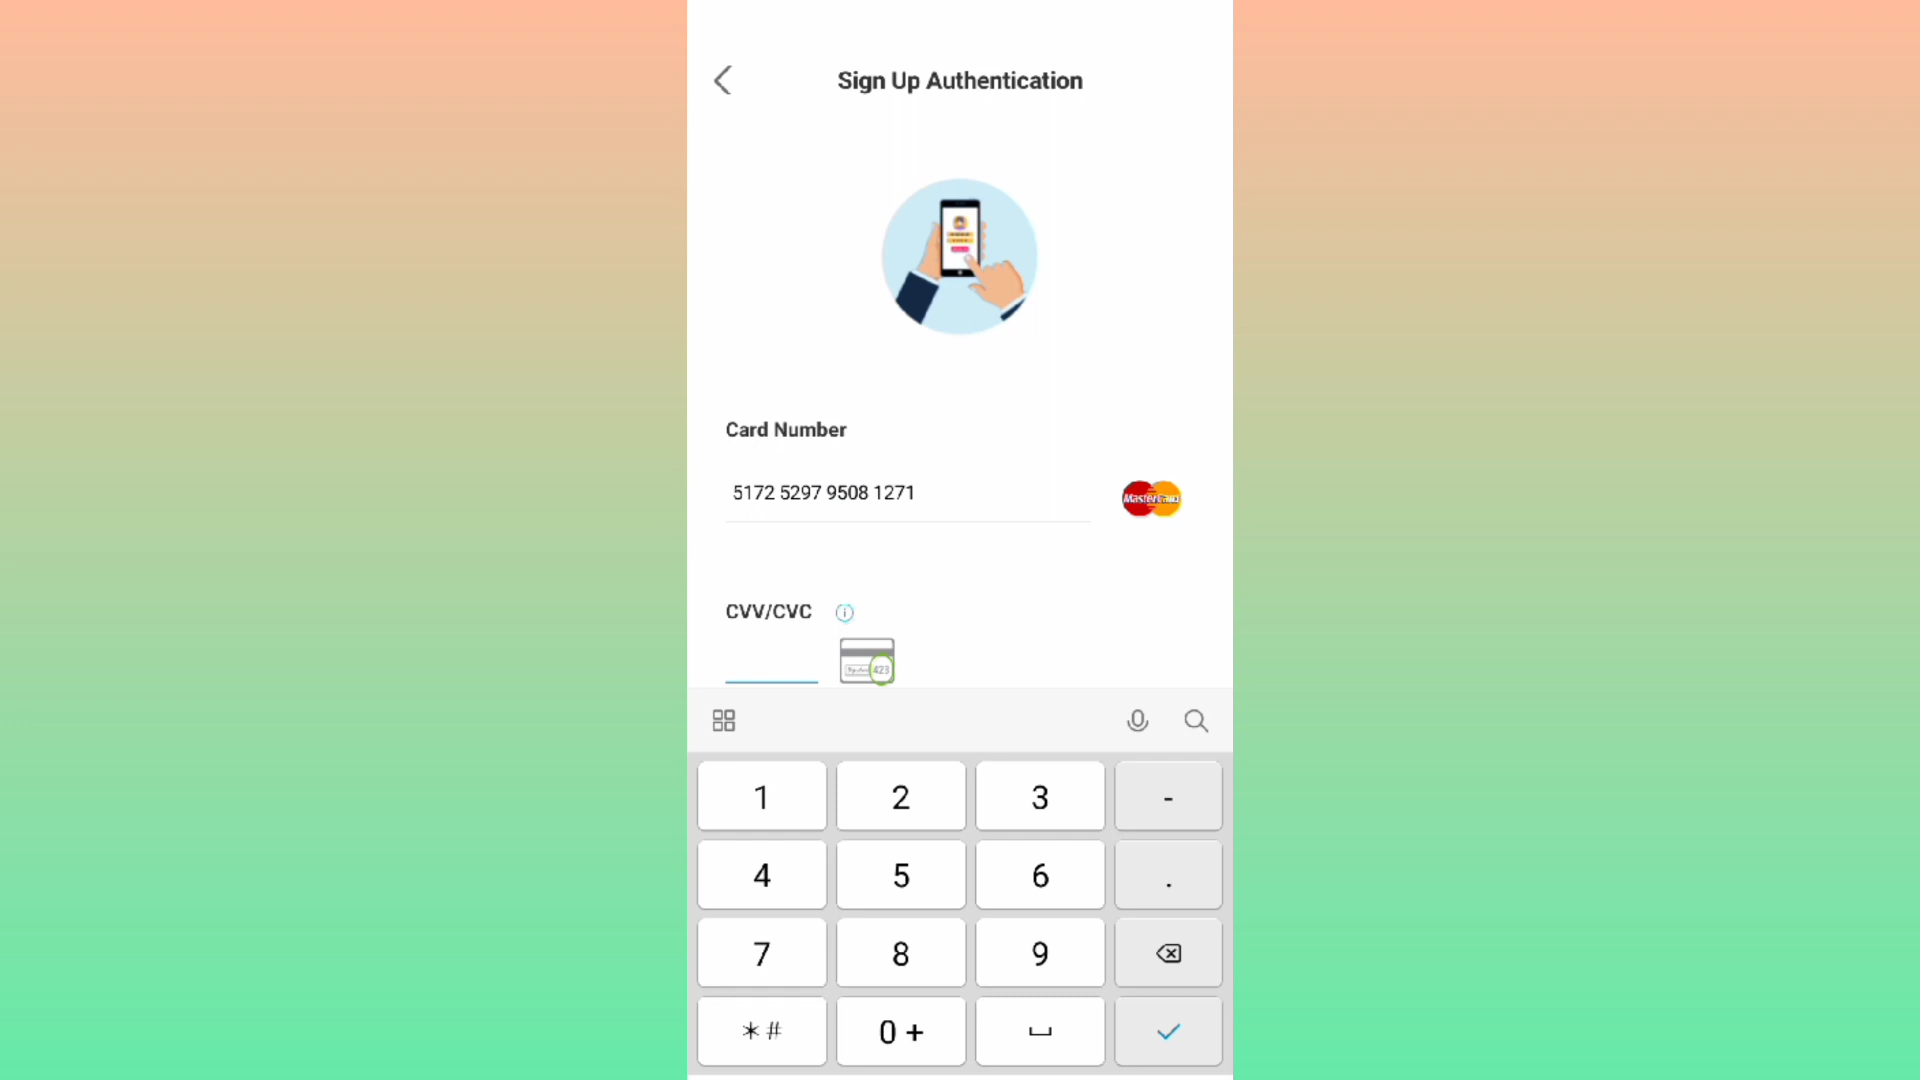 Sign Up Authentication
Card Number
5172 5297 9508 1271
MasterCard
CVV/CVC
423
1 2 3 -
4 5 6 .
7 8 9
*# 0+